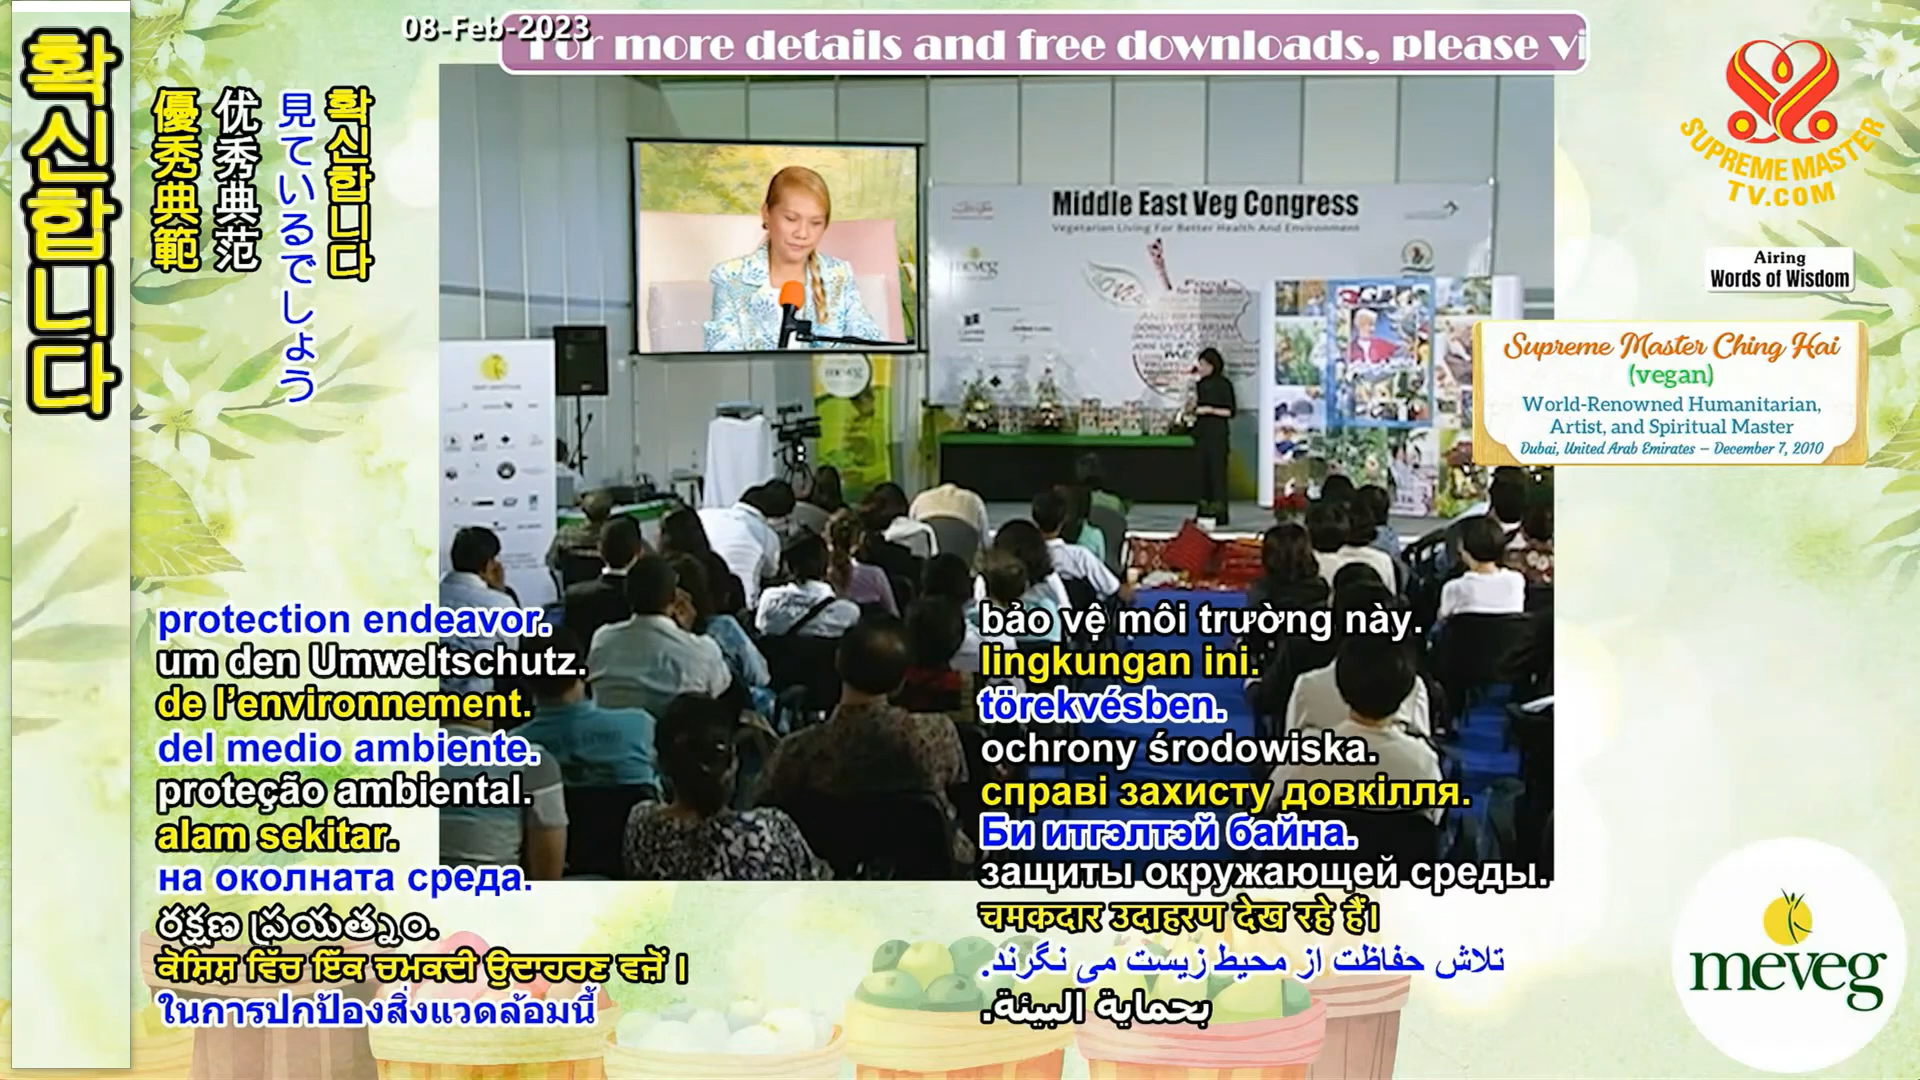 08-Feb-2023
For more details and free downloads, please vi
확신합니다
優秀典範
优秀典范
見ているでしょう
확신합니다
SUPREME MASTER
TV.COM
Airing
Words of Wisdom
Middle East Veg Congress
Vegetarian Living For Better Health And Environment
meveg
meveg
Supreme Master Ching Hai
(vegan)
World-Renowned Humanitarian,
Artist, and Spiritual Master
Dubai, United Arab Emirates – December 7, 2010
protection endeavor.
um den Umweltschutz.
de l’environnement.
del medio ambiente.
proteção ambiental.
alam sekitar.
на околната среда.
రక్షణ ప్రయత్నం.
ਕੋਸ਼ਿਸ਼ ਵਿੱਚ ਇੱਕ ਚਮਕਦੀ ਉਦਾਹਰਣ ਵਜੋਂ।
ในการปกป้องสิ่งแวดล้อมนี้
bảo vệ môi trường này.
lingkungan ini.
törekvésben.
ochrony środowiska.
справі захисту довкілля.
Би итгэлтэй байна.
защиты окружающей среды.
चमकदार उदाहरण देख रहे हैं।
تلاش حفاظت از محیط زیست می نگرند.
بحماية البيئة.
meveg